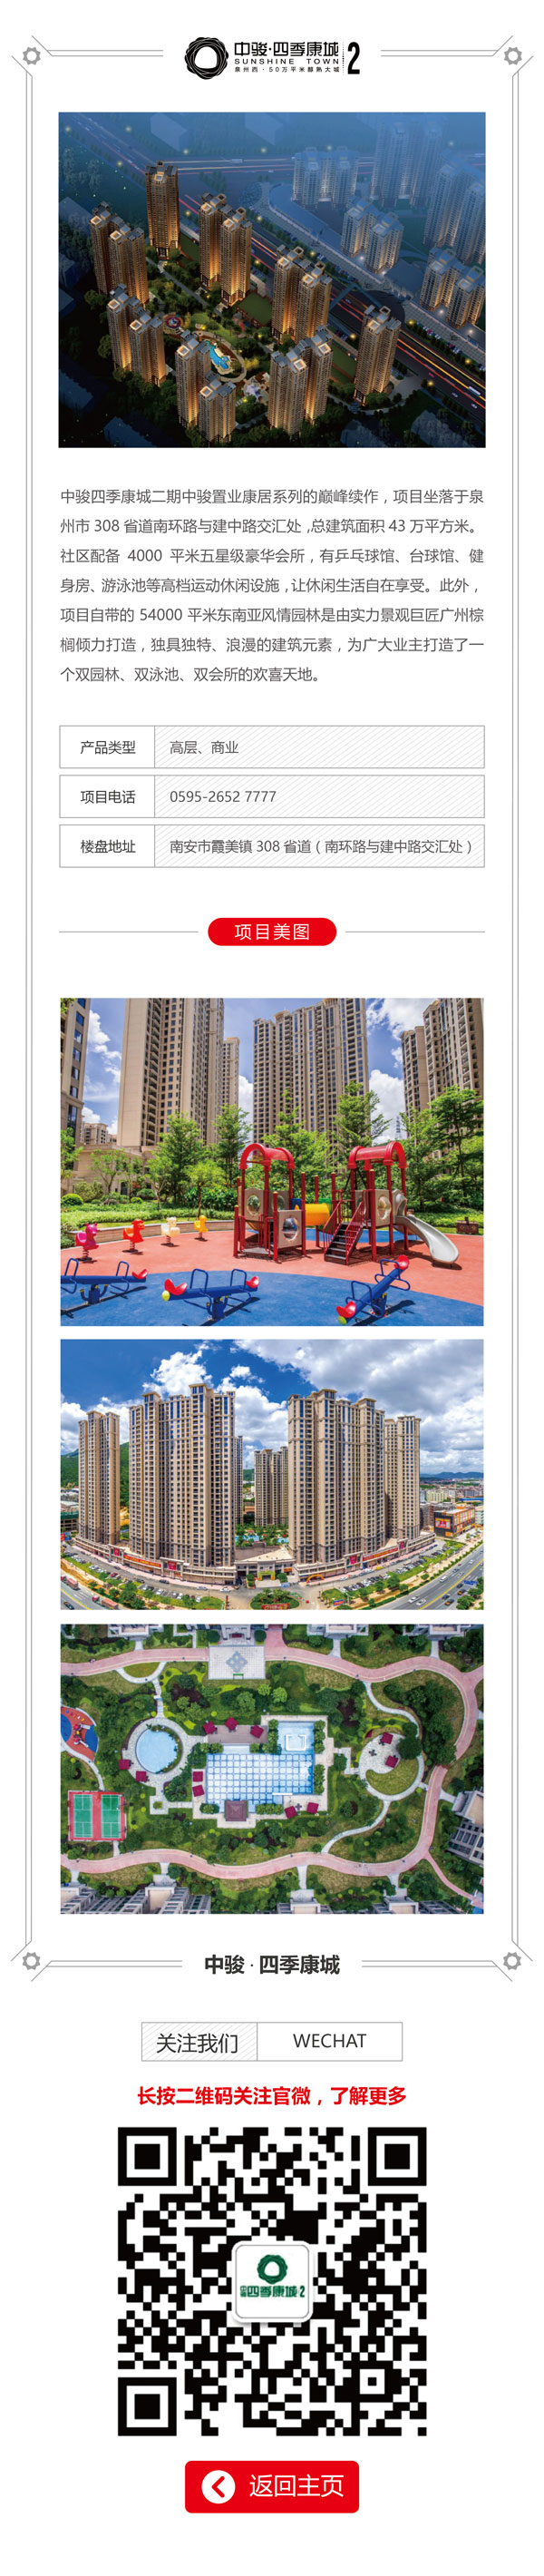 中骏·四季康城 2
SUNSHINE TOWN
泉州西·50万平米醇熟大城
中骏四季康城二期中骏置业康居系列的巅峰续作，项目坐落于泉
州市 308 省道南环路与建中路交汇处，总建筑面积 43 万平方米。
社区配备 4000 平米五星级豪华会所，有乒乓球馆、台球馆、健
身房、游泳池等高档运动休闲设施，让休闲生活自在享受。此外，
项目自带的 54000 平米东南亚风情园林是由实力景观巨匠广州棕
榈倾力打造，独具独特、浪漫的建筑元素，为广大业主打造了一
个双园林、双泳池、双会所的欢喜天地。
产品类型 高层、商业
项目电话 0595-2652 7777
楼盘地址 南安市霞美镇 308 省道（南环路与建中路交汇处）
项目美图
中骏·四季康城
关注我们 WECHAT
长按二维码关注官微，了解更多
中骏四季康城·2
返回主页